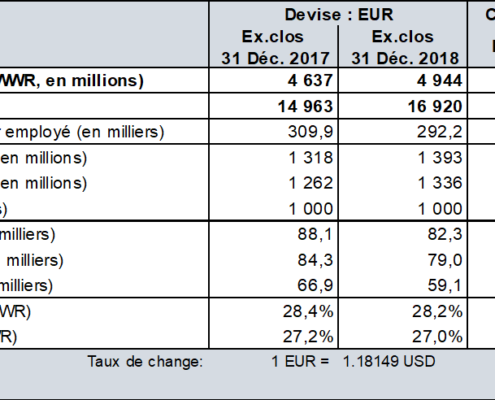 Devise : EUR
Ex.clos Ex.clos
31 Déc. 2017 31 Déc. 2018
WWR, en millions) 4 637 4 944
14 963 16 920
r employé (en milliers) 309,9 292,2
en millions) 1 318 1 393
en millions) 1 262 1 336
s) 1 000 1 000
milliers) 88,1 82,3
milliers) 84,3 79,0
milliers) 66,9 59,1
WR) 28,4% 28,2%
R) 27,2% 27,0%
Taux de change: 1 EUR = 1.18149 USD